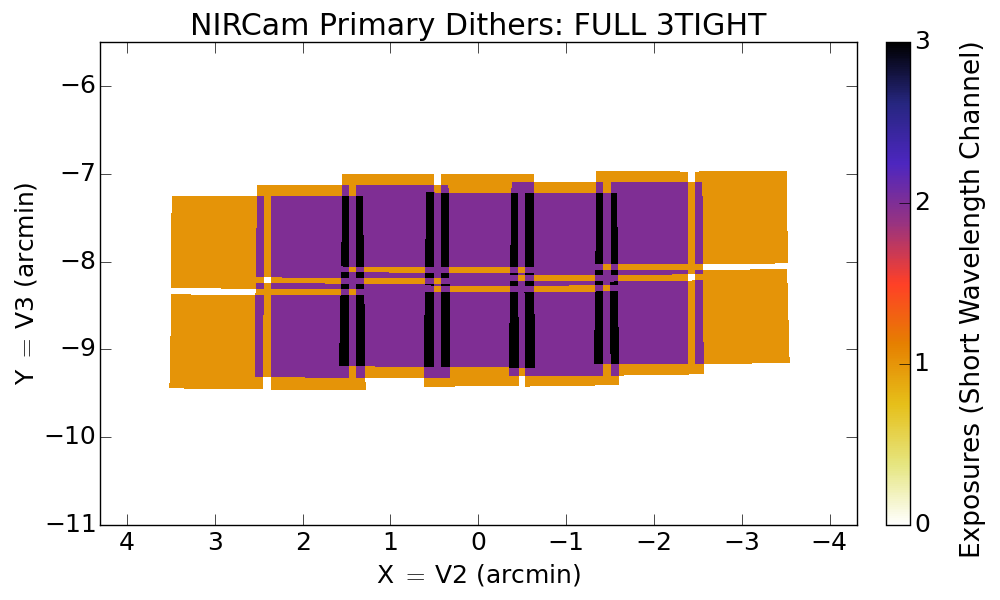 NIRCam Primary Dithers: FULL 3TIGHT
−6
−7
−8
−9
−10
−11
Y = V3 (arcmin)
4 3 2 1 0 −1 −2 −3 −4
X = V2 (arcmin)
3
2
1
0
Exposures (Short Wavelength Channel)